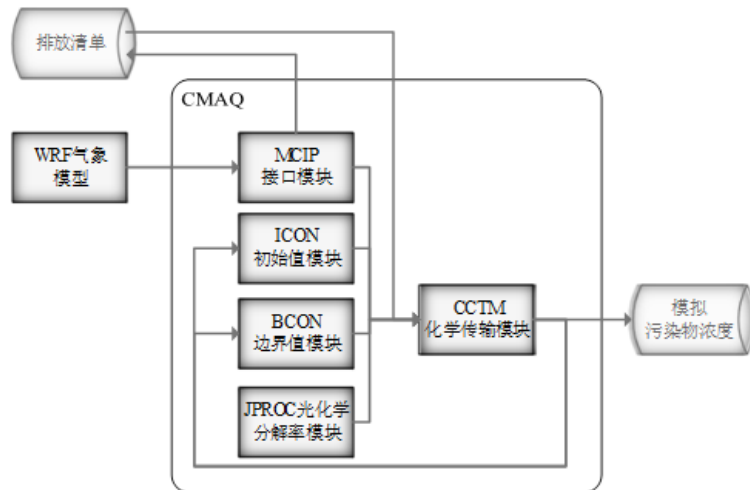 排放清单
CMAQ
WRF气象
模型
MCIP
接口模块
ICON
初始值模块
BCON
边界值模块
CCTM
化学传输模块
模拟
污染物浓度
JPROC光化学
分解率模块